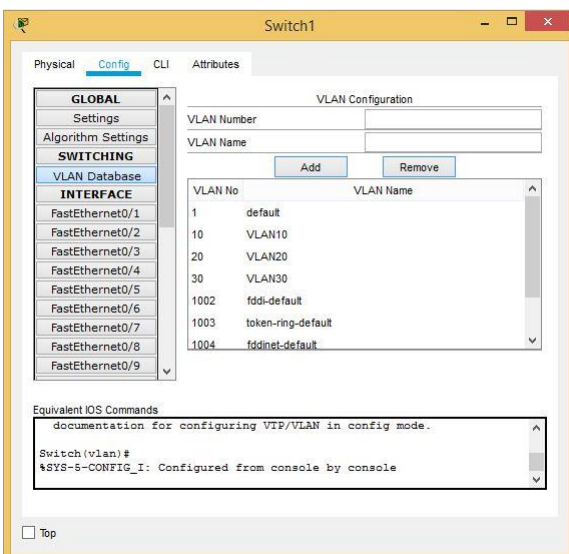 Switch1
Physical Config CLI Attributes
GLOBAL
Settings
Algorithm Settings
SWITCHING
VLAN Database
INTERFACE
FastEthernet0/1
FastEthernet0/2
FastEthernet0/3
FastEthernet0/4
FastEthernet0/5
FastEthernet0/6
FastEthernet0/7
FastEthernet0/8
FastEthernet0/9
VLAN Configuration
VLAN Number
VLAN Name
Add Remove
VLAN No VLAN Name
1 default
10 VLAN10
20 VLAN20
30 VLAN30
1002 fddi-default
1003 token-ring-default
1004 fddinet-default
Equivalent IOS Commands
documentation for configuring VTP/VLAN in config mode.
Switch(vlan)#
%SYS-5-CONFIG_I: Configured from console by console
Top